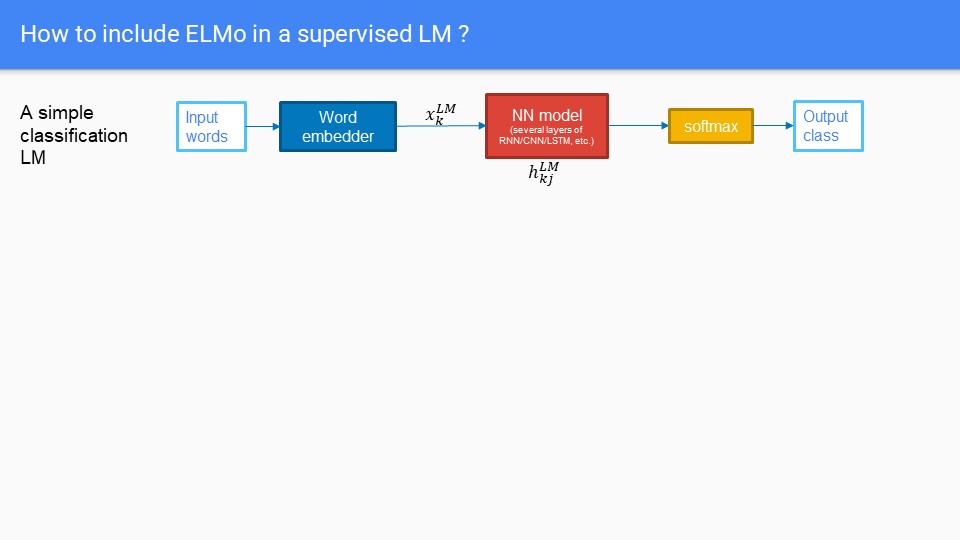 How to include ELMo in a supervised LM ?
A simple
classification
LM
Input
words
Word
embedder
x_k^{LM}
NN model
(several layers of
RNN/CNN/LSTM, etc.)
h_{kj}^{LM}
softmax
Output
class